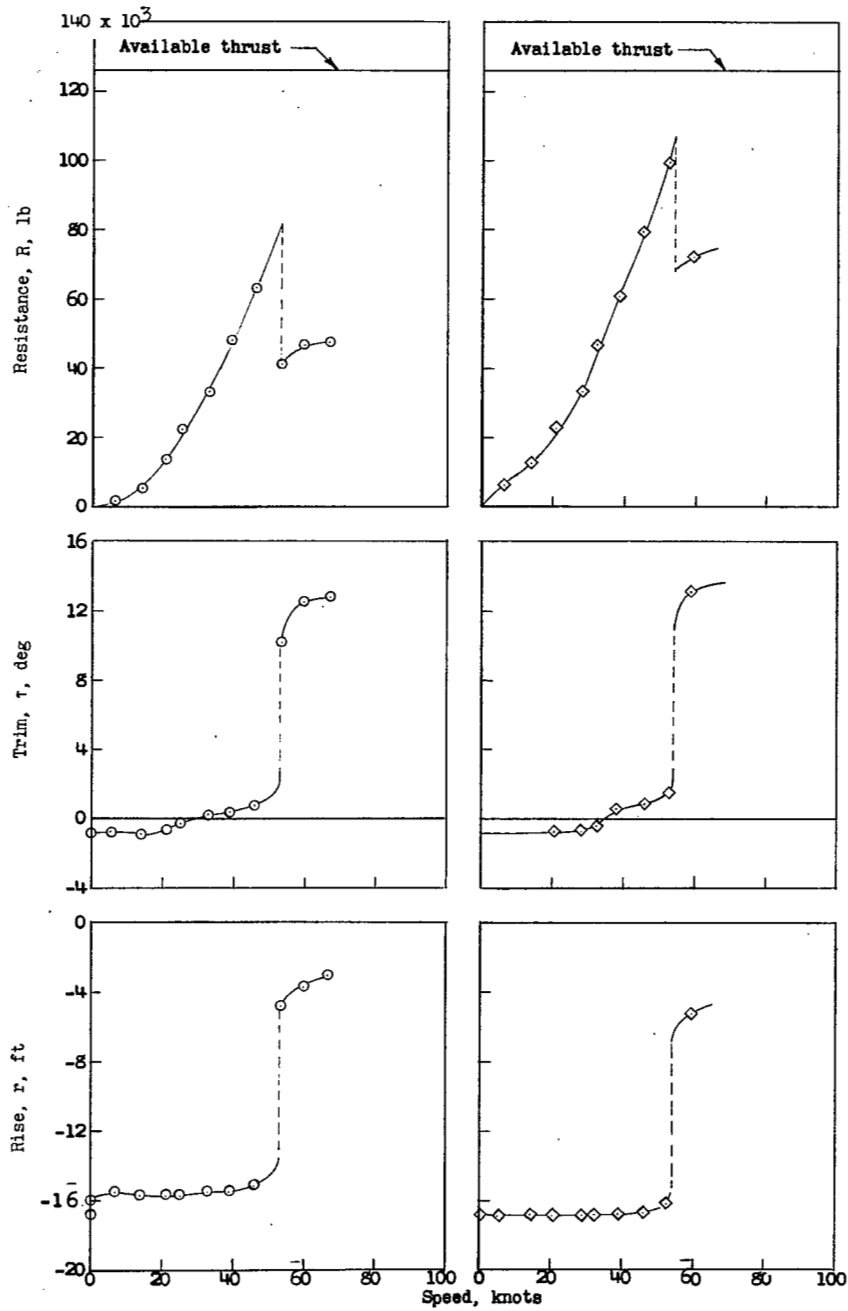 140 x 10³
Available thrust
Available thrust
120
100
80
60
40
20
0
Resistance, R, lb
16
12
8
4
0
-4
Trim, τ, deg
0
-4
-8
-12
-16
-20
Rise, r, ft
0 20 40 60 80 100
0 20 40 60 80 100
Speed, knots